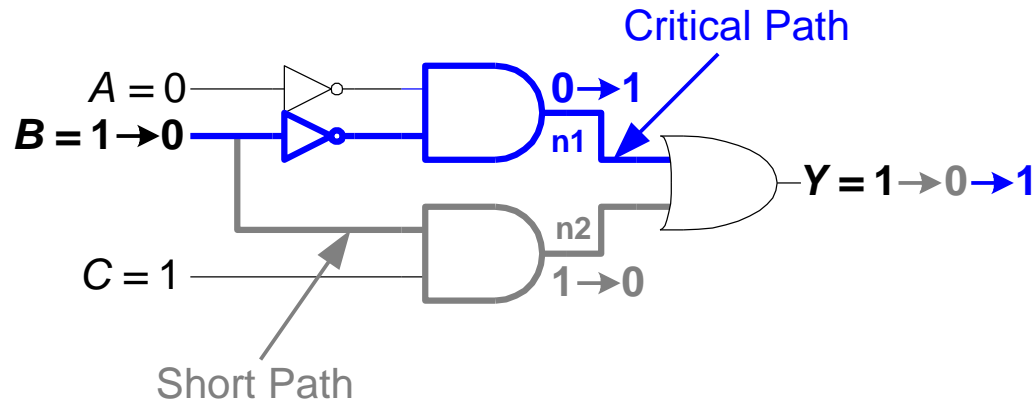 Critical Path
A = 0
0→1
B = 1→0
n1
Y = 1→0→1
n2
C = 1
1→0
Short Path